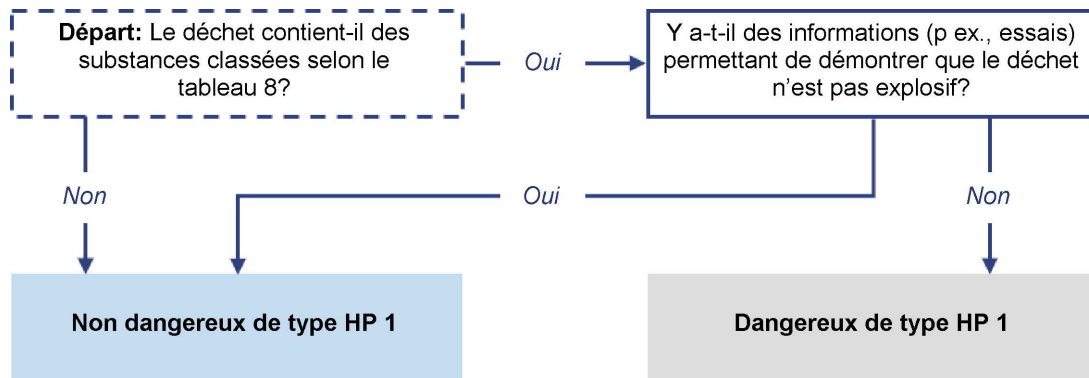 Départ: Le déchet contient-il des
substances classées selon le
tableau 8?
Oui
Y a-t-il des informations (p ex., essais)
permettant de démontrer que le déchet
n'est pas explosif?
Non
Oui
Non
Non dangereux de type HP 1
Dangereux de type HP 1